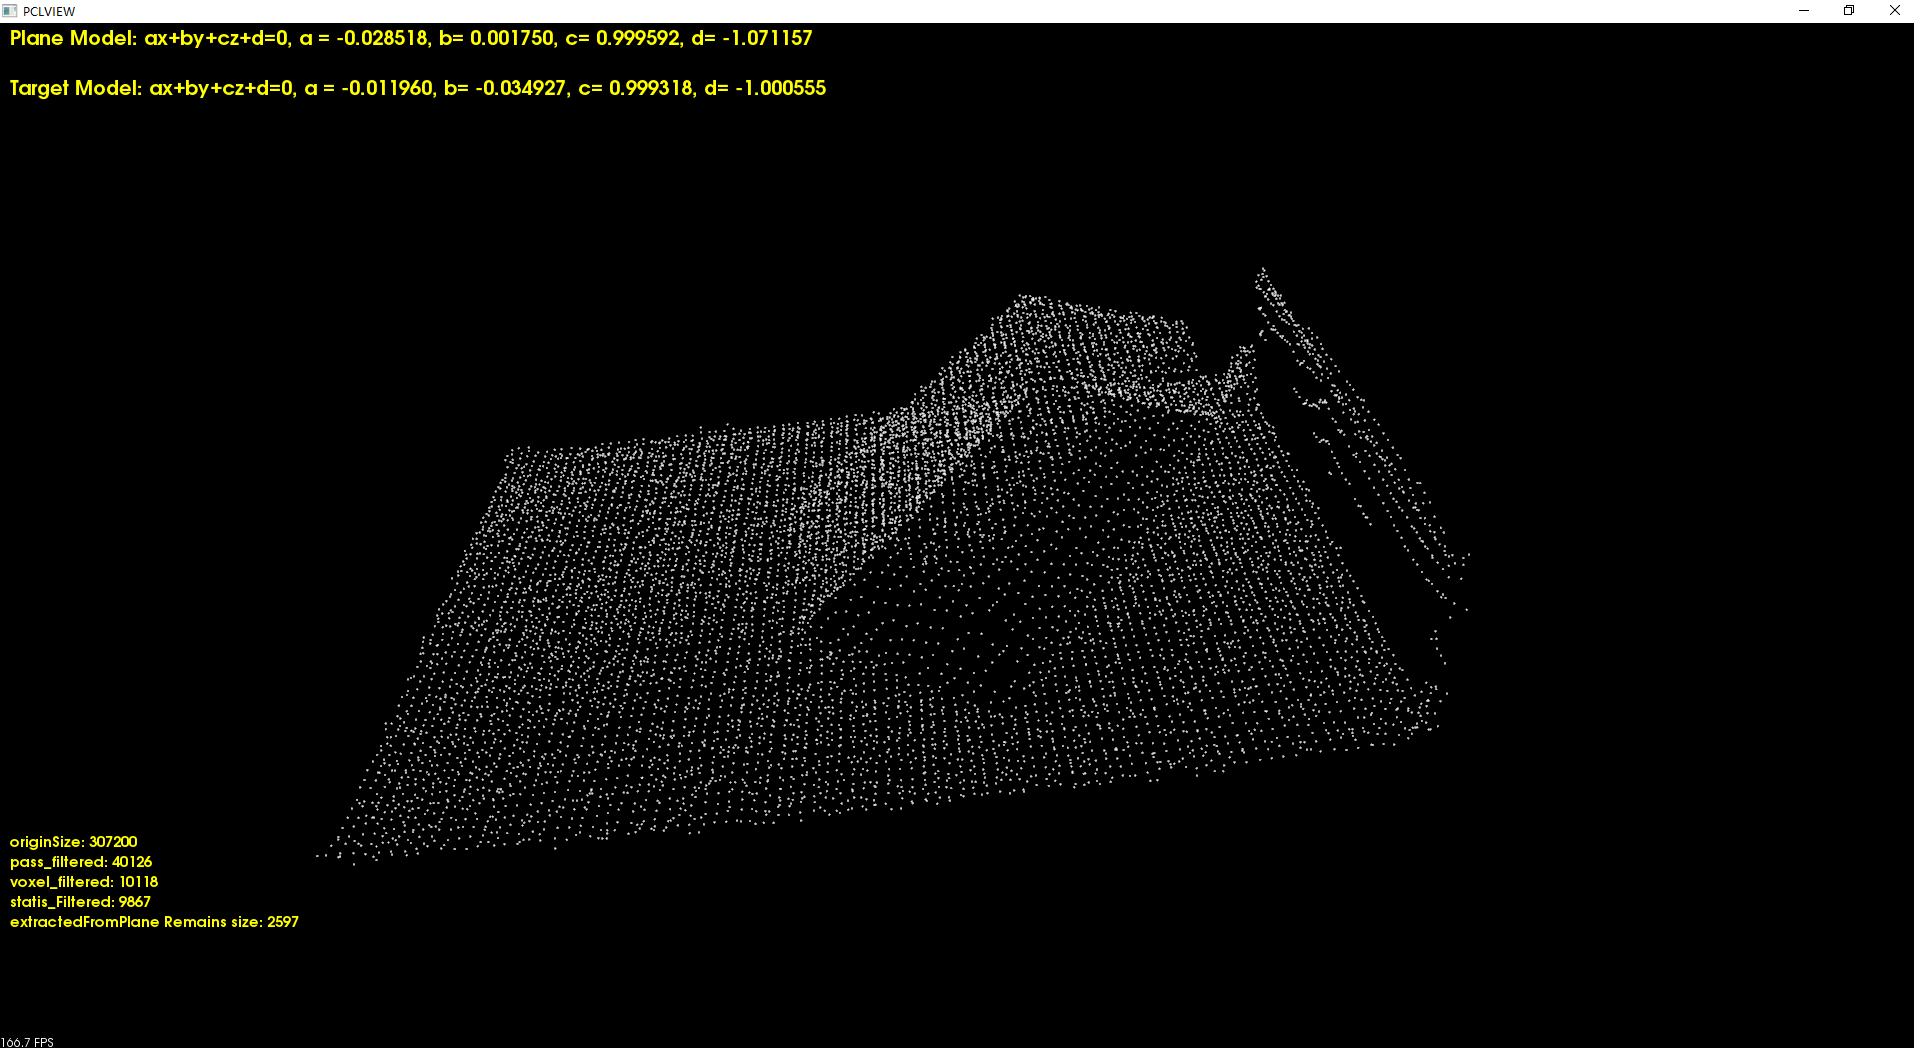 PCLVIEW
Plane Model: ax+by+cz+d=0, a = -0.028518, b= 0.001750, c= 0.999592, d= -1.071157
Target Model: ax+by+cz+d=0, a = -0.011960, b= -0.034927, c= 0.999318, d= -1.000555
originSize: 307200
pass_filtered: 40126
voxel_filtered: 10118
statis_Filtered: 9867
extractedFromPlane Remains size: 2597
166.7 FPS